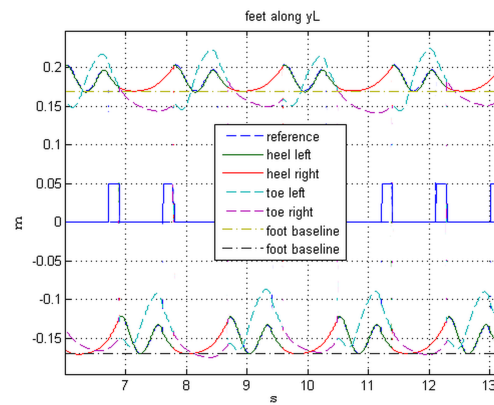 feet along yL
0.2
0.15
0.1
0.05
0
-0.05
-0.1
-0.15
m
reference
heel left
heel right
toe left
toe right
foot baseline
foot baseline
7 8 9 10 11 12 13
s